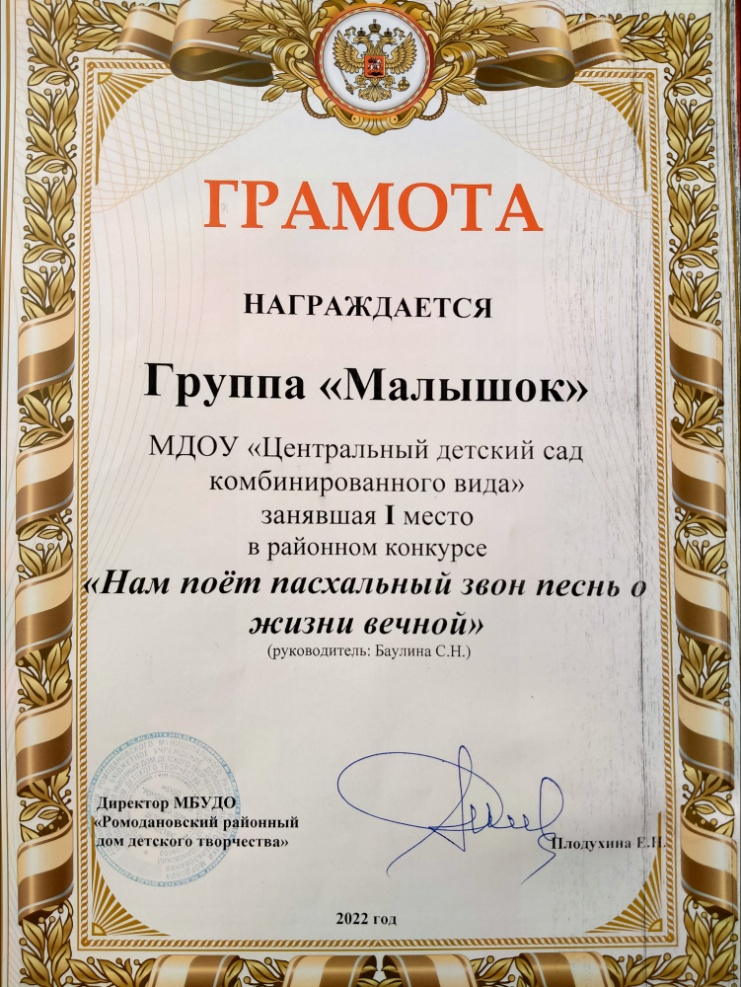 ГРАМОТА
НАГРАЖДАЕТСЯ
Группа «Малышок»
МДОУ «Центральный детский сад
комбинированного вида»
занявшая I место
в районном конкурсе
«Нам поёт пасхальный звон песнь о
жизни вечной»
(руководитель: Баулина С.Н.)
Директор МБУДО
«Ромодановский районный
дом детского творчества»
Плодухина Е.Н.
2022 год